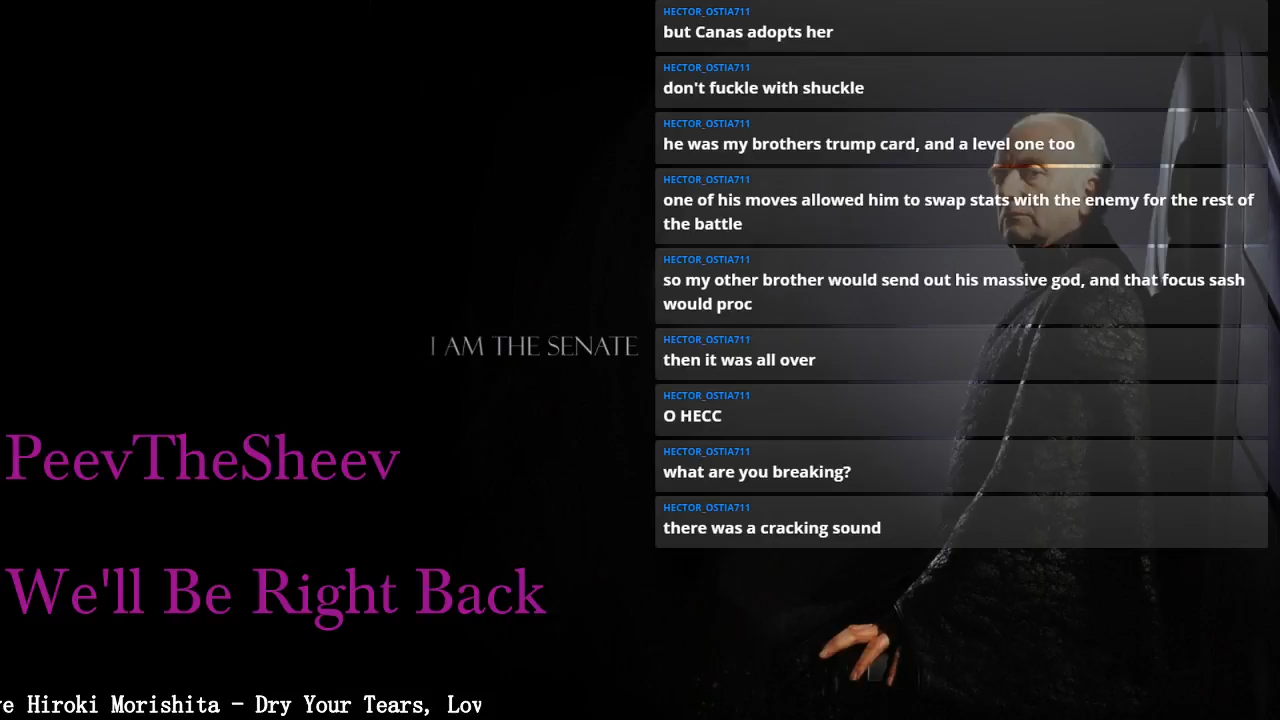 HECTOR_OSTIA711
but Canas adopts her
HECTOR_OSTIA711
don't fuckle with shuckle
HECTOR_OSTIA711
he was my brothers trump card, and a level one too
HECTOR_OSTIA711
one of his moves allowed him to swap stats with the enemy for the rest of
the battle
HECTOR_OSTIA711
so my other brother would send out his massive god, and that focus sash
would proc
HECTOR_OSTIA711
then it was all over
HECTOR_OSTIA711
O HECC
HECTOR_OSTIA711
what are you breaking?
HECTOR_OSTIA711
there was a cracking sound
I AM THE SENATE
PeevTheSheev
We'll Be Right Back
e Hiroki Morishita - Dry Your Tears, Lov